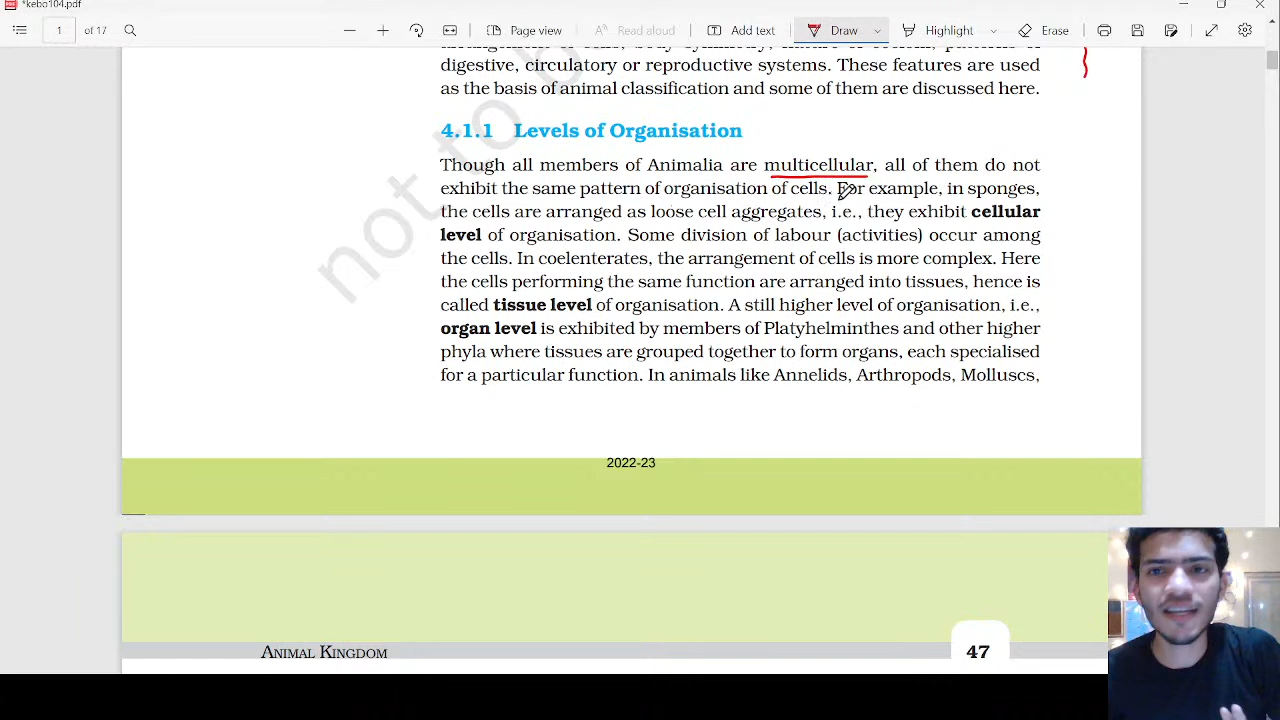 *kebo104.pdf
1 of 17
Page view
Read aloud
Add text
Draw
Highlight
Erase
digestive, circulatory or reproductive systems. These features are used
as the basis of animal classification and some of them are discussed here.
4.1.1 Levels of Organisation
Though all members of Animalia are multicellular, all of them do not
exhibit the same pattern of organisation of cells. For example, in sponges,
the cells are arranged as loose cell aggregates, i.e., they exhibit cellular
level of organisation. Some division of labour (activities) occur among
the cells. In coelenterates, the arrangement of cells is more complex. Here
the cells performing the same function are arranged into tissues, hence is
called tissue level of organisation. A still higher level of organisation, i.e.,
organ level is exhibited by members of Platyhelminthes and other higher
phyla where tissues are grouped together to form organs, each specialised
for a particular function. In animals like Annelids, Arthropods, Molluscs,
not to b
2022-23
ANIMAL KINGDOM
47